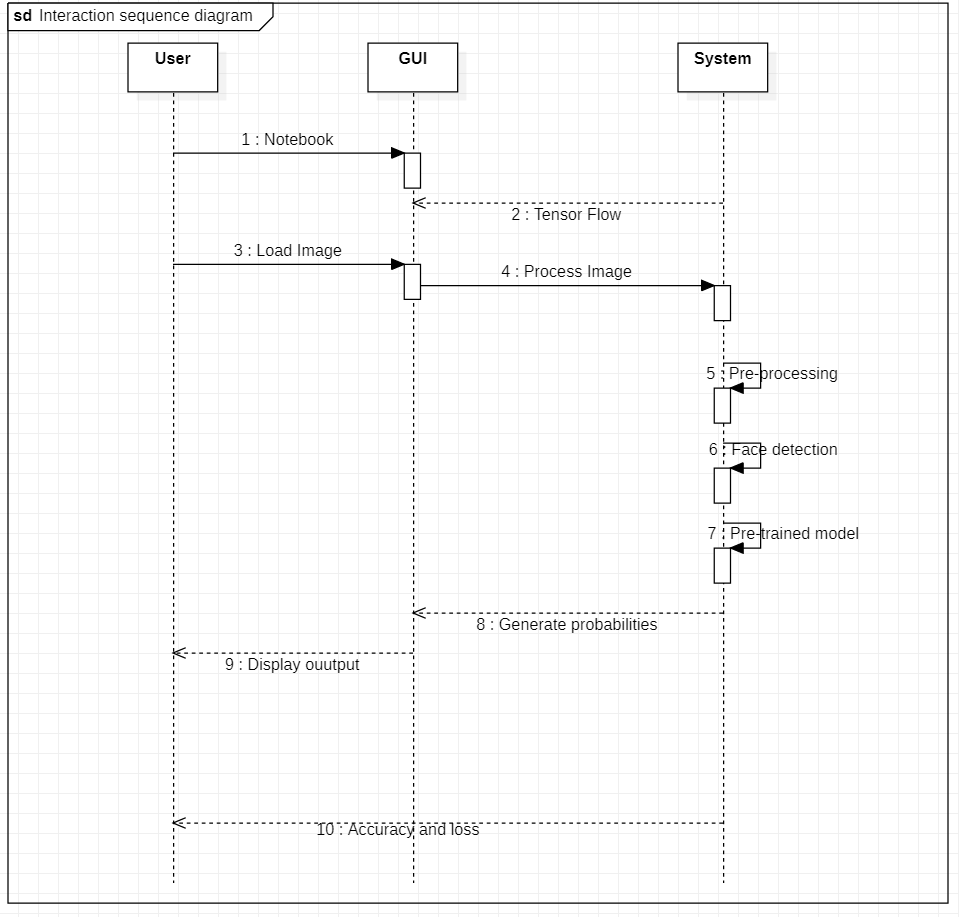 sd Interaction sequence diagram
User
GUI
System
1 : Notebook
2 : Tensor Flow
3 : Load Image
4 : Process Image
5 : Pre-processing
6 : Face detection
7 : Pre-trained model
8 : Generate probabilities
9 : Display ouutput
10 : Accuracy and loss